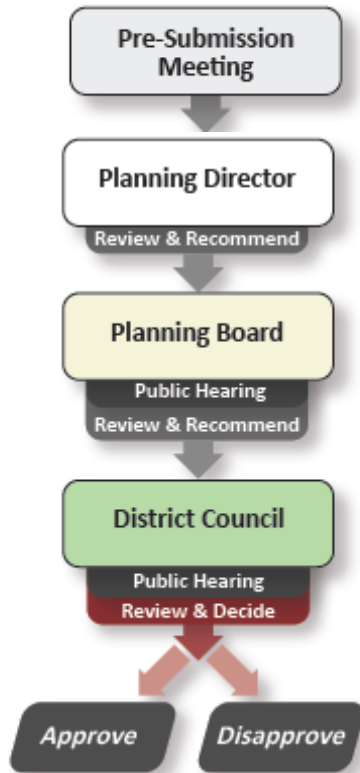 Pre-Submission
Meeting
Planning Director
Review & Recommend
Planning Board
Public Hearing
Review & Recommend
District Council
Public Hearing
Review & Decide
Approve
Disapprove